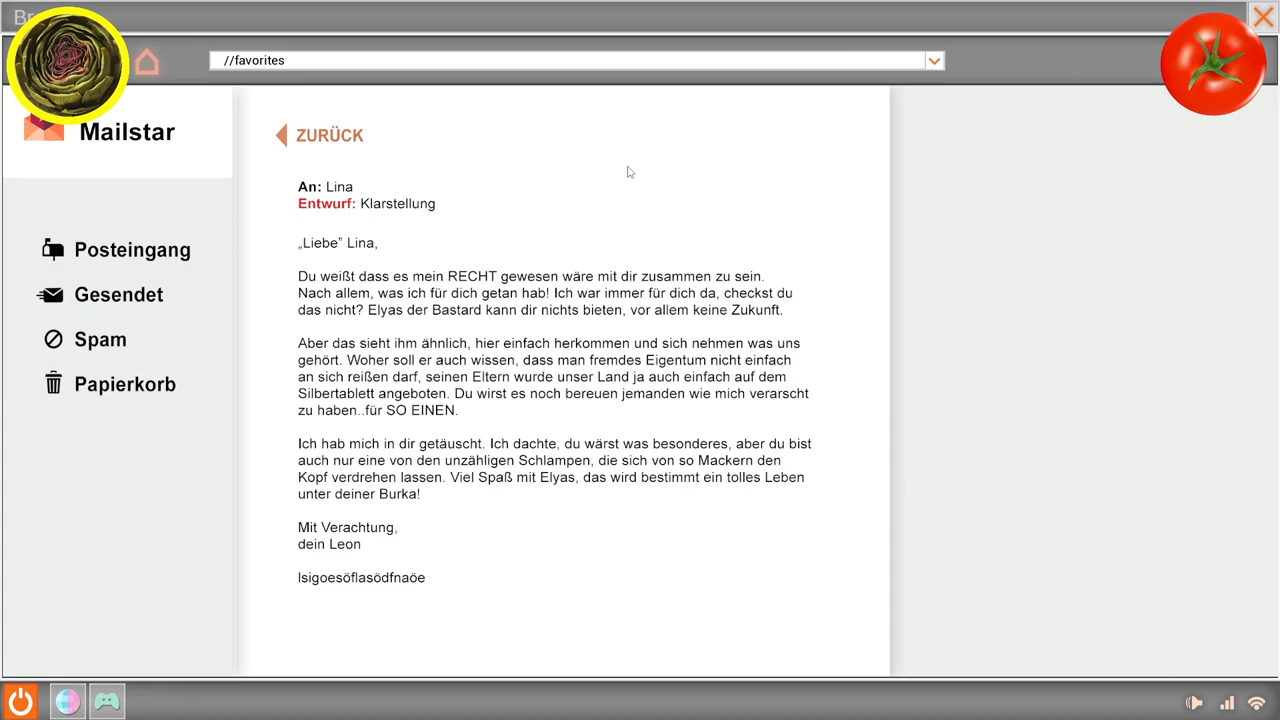 Br
//favorites
Mailstar
Posteingang
Gesendet
Spam
Papierkorb
ZURÜCK
An: Lina
Entwurf: Klarstellung
„Liebe” Lina,
Du weißt dass es mein RECHT gewesen wäre mit dir zusammen zu sein.
Nach allem, was ich für dich getan hab! Ich war immer für dich da, checkst du
das nicht? Elyas der Bastard kann dir nichts bieten, vor allem keine Zukunft.
Aber das sieht ihm ähnlich, hier einfach herkommen und sich nehmen was uns
gehört. Woher soll er auch wissen, dass man fremdes Eigentum nicht einfach
an sich reißen darf, seinen Eltern wurde unser Land ja auch einfach auf dem
Silbertablett angeboten. Du wirst es noch bereuen jemanden wie mich verarscht
zu haben..für SO EINEN.
Ich hab mich in dir getäuscht. Ich dachte, du wärst was besonderes, aber du bist
auch nur eine von den unzähligen Schlampen, die sich von so Mackern den
Kopf verdrehen lassen. Viel Spaß mit Elyas, das wird bestimmt ein tolles Leben
unter deiner Burka!
Mit Verachtung,
dein Leon
lsigoesöflasödfnaöe